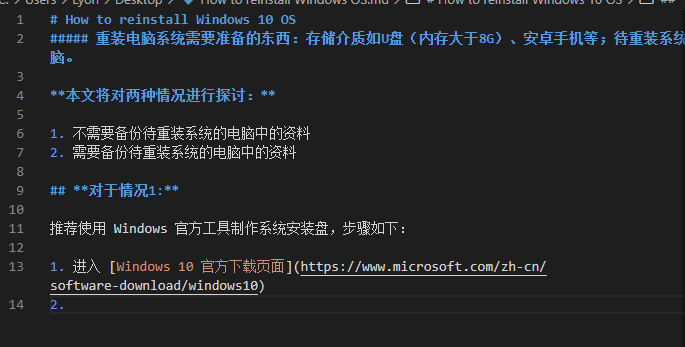 C: > Users > Lyon > Desktop > How to reinstall Windows OS.md > # How to reinstall Windows 10 OS > ##
1 # How to reinstall Windows 10 OS
2 ##### 重装电脑系统需要准备的东西：存储介质如U盘（内存大于8G）、安卓手机等；待重装系统
脑。
3
4 **本文将对两种情况进行探讨：**
5
6 1. 不需要备份待重装系统的电脑中的资料
7 2. 需要备份待重装系统的电脑中的资料
8
9 ## **对于情况1:**
10
11 推荐使用 Windows 官方工具制作系统安装盘，步骤如下：
12
13 1. 进入 [Windows 10 官方下载页面](https://www.microsoft.com/zh-cn/
software-download/windows10)
14 2.